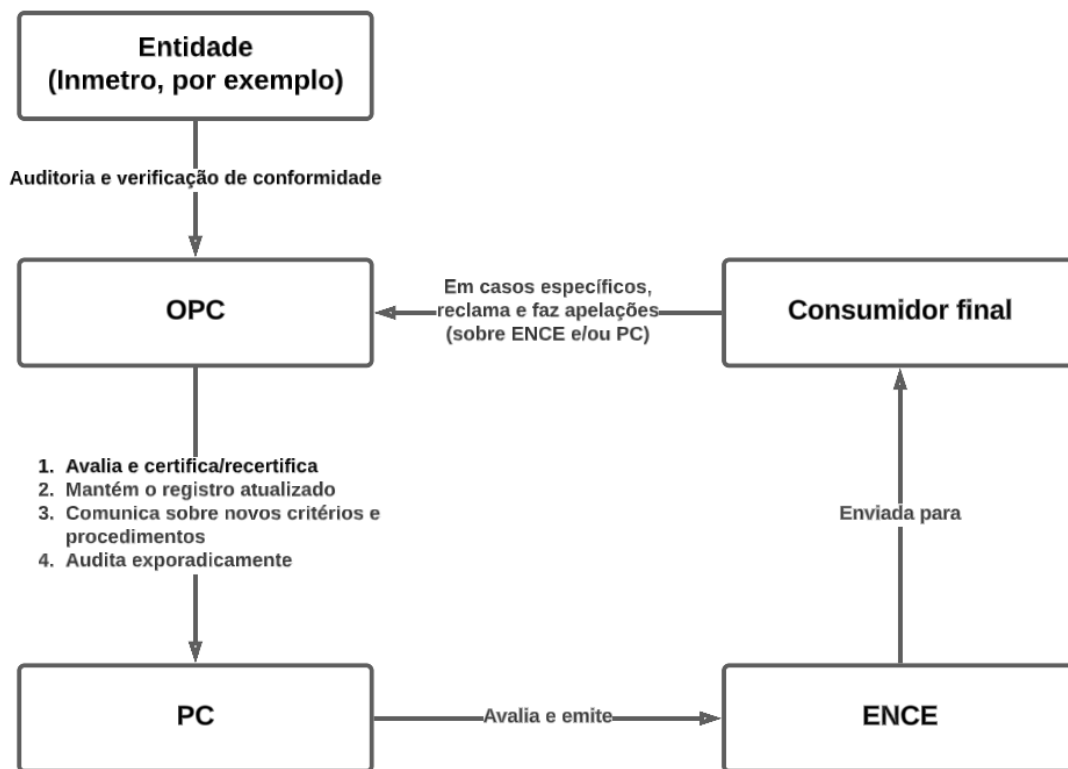 Entidade
(Inmetro, por exemplo)
Auditoria e verificação de conformidade
OPC
Em casos específicos,
reclama e faz apelações
(sobre ENCE e/ou PC)
Consumidor final
1. Avalia e certifica/recertifica
2. Mantém o registro atualizado
3. Comunica sobre novos critérios e
procedimentos
4. Audita exporadicamente
Enviada para
PC
Avalia e emite
ENCE